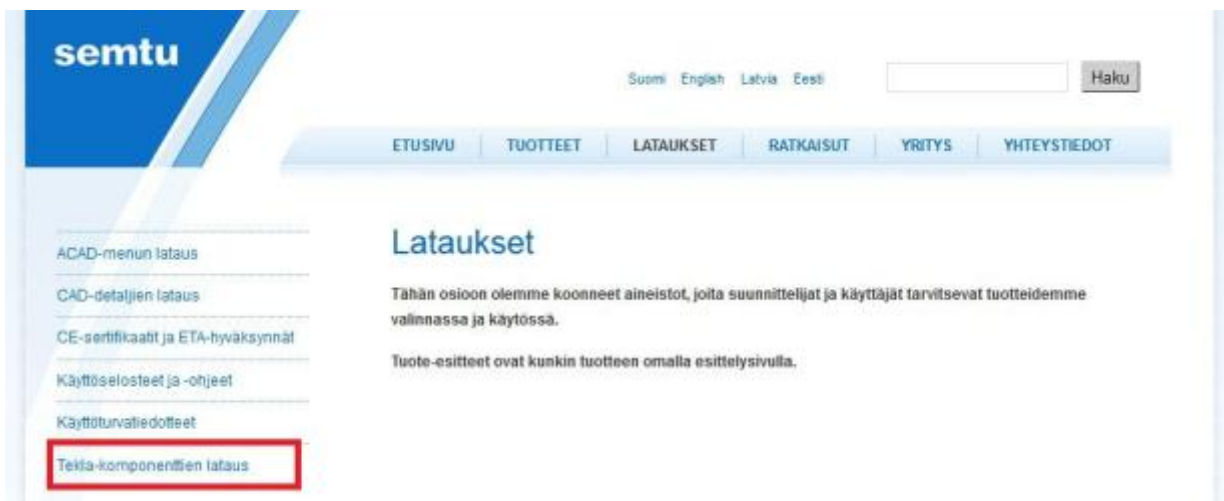 semtu
Suomi English Latvia Eesti
Haku
ETUSIVU TUOTTEET LATAUKSET RATKAISUT YRITYS YHTEYSTIEDOT
ACAD-menun lataus
CAD-detaljien lataus
CE-sertifikaatit ja ETA-hyväksynnät
Käyttöselosteet ja -ohjeet
Käyttöturvatiedotteet
Tekla-komponenttien lataus
Lataukset
Tähän osioon olemme koonneet aineistot, joita suunnittelijat ja käyttäjät tarvitsevat tuotteidemme
valinnassa ja käytössä.
Tuote-esitteet ovat kunkin tuotteen omalla esittelysivulla.